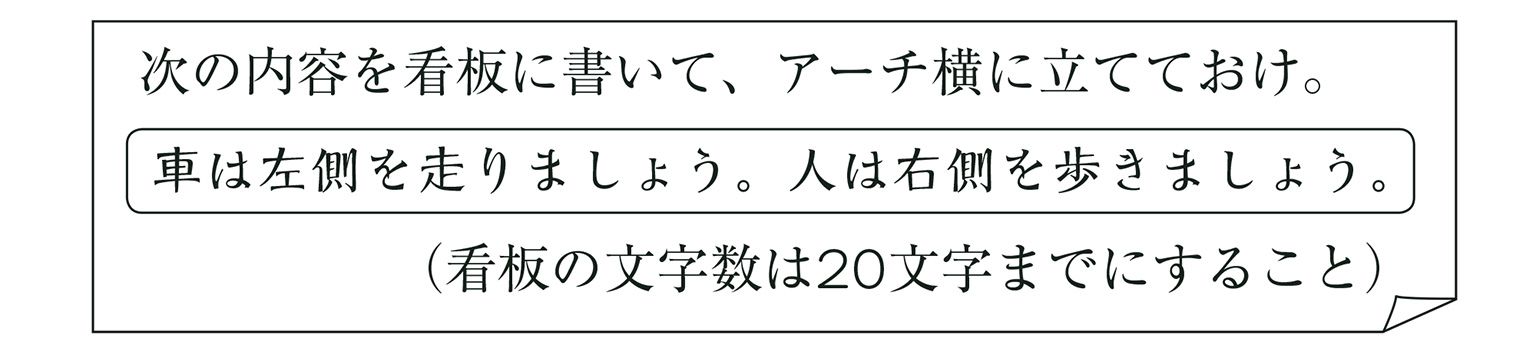 次の内容を看板に書いて、アーチ横に立てておけ。
車は左側を走りましょう。人は右側を歩きましょう。
（看板の文字数は20文字までにすること）